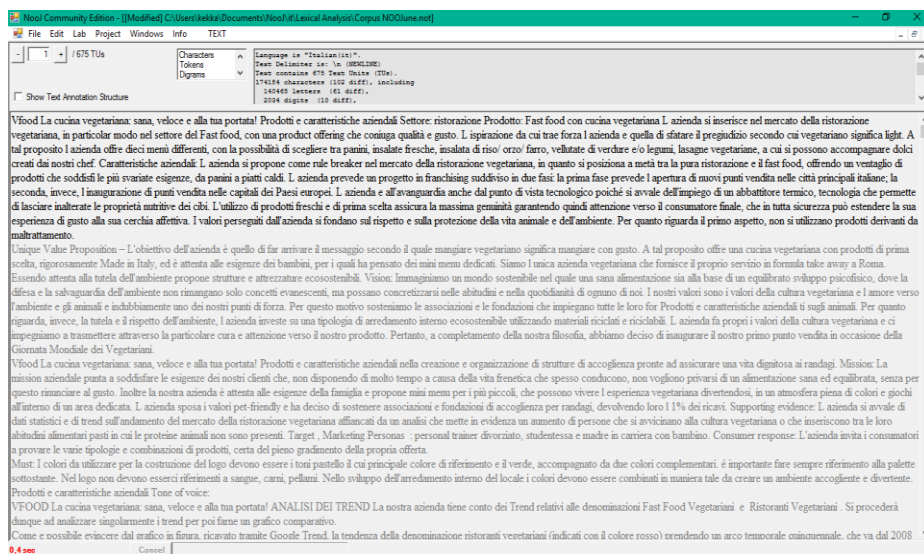 NooJ Community Edition - [[Modified] C:\Users\kekka\Documents\NooJ\it\Lexical Analysis\Corpus NOOJune.not]
File Edit Lab Project Windows Info TEXT
- 1 + / 675 TUs
Characters
Tokens
Digrams
Show Text Annotation Structure
Language is "Italian(it)".
Text Delimiter is: \n (NEWLINE)
Text contains 675 Text Units (TUs).
174184 characters (102 diff), including
140465 letters (61 diff),
2034 digits (10 diff),
Vfood La cucina vegetariana: sana, veloce e alla tua portata! Prodotti e caratteristiche aziendali Settore: ristorazione Prodotto: Fast food con cucina vegetariana L azienda si inserisce nel mercato della ristorazione
vegetariana, in particolar modo nel settore del Fast food, con una product offering che coniuga qualità e gusto. L ispirazione da cui trae forza l azienda e quella di sfatare il pregiudizio secondo cui vegetariano significa light. A
tal proposito l azienda offre dieci menù differenti, con la possibilità di scegliere tra panini, insalate fresche, insalata di riso/ orzo/ farro, vellutate di verdure e/o legumi, lasagne vegetariane, a cui si possono accompagnare dolci
creati dai nostri chef. Caratteristiche aziendali: L azienda si propone come rule breaker nel mercato della ristorazione vegetariana, in quanto si posiziona a metà tra la pura ristorazione e il fast food, offrendo un ventaglio di
prodotti che soddisfi le più svariate esigenze, da panini a piatti caldi. L azienda prevede un progetto in franchising suddiviso in due fasi: la prima fase prevede l apertura di nuovi punti vendita nelle città principali italiane; la
seconda, invece, l inaugurazione di punti vendita nelle capitali dei Paesi europei. L azienda e all'avanguardia anche dal punto di vista tecnologico poiché si avvale dell'impiego di un abbattitore termico, tecnologia che permette
di lasciare inalterate le proprietà nutritive dei cibi. L'utilizzo di prodotti freschi e di prima scelta assicura la massima genuinità garantendo quindi attenzione verso il consumatore finale, che in tutta sicurezza può estendere la sua
esperienza di gusto alla sua cerchia affettiva. I valori perseguiti dall'azienda si fondano sul rispetto e sulla protezione della vita animale e dell'ambiente. Per quanto riguarda il primo aspetto, non si utilizzano prodotti derivanti da
maltrattamento.
Unique Value Proposition – L'obiettivo dell'azienda è quello di far arrivare il messaggio secondo il quale mangiare vegetariano significa mangiare con gusto. A tal proposito offre una cucina vegetariana con prodotti di prima
scelta, rigorosamente Made in Italy, ed è attenta alle esigenze dei bambini, per i quali ha pensato dei mini menu dedicati. Siamo l unica azienda vegetariana che fornisce il proprio servizio in formula take away a Roma.
Essendo attenta alla tutela dell'ambiente propone strutture e attrezzature ecosostenibili. Vision: Immaginiamo un mondo sostenibile nel quale una sana alimentazione sia alla base di un equilibrato sviluppo psicofisico, dove la
difesa e la salvaguardia dell'ambiente non rimangano solo concetti evanescenti, ma possano concretizzarsi nelle abitudini e nella quotidianità di ognuno di noi. I nostri valori sono i valori della cultura vegetariana e l amore verso
l'ambiente e gli animali e indubbiamente uno dei nostri punti di forza. Per questo motivo sosteniamo le associazioni e le fondazioni che impiegano tutte le loro for Prodotti e caratteristiche aziendali ti sugli animali. Per quanto
riguarda, invece, la tutela e il rispetto dell'ambiente, l azienda investe su una tipologia di arredamento interno ecosostenibile utilizzando materiali riciclati e riciclabili. L azienda fa propri i valori della cultura vegetariana e ci
impegniamo a trasmettere attraverso la particolare cura e attenzione verso il nostro prodotto. Pertanto, a completamento della nostra filosofia, abbiamo deciso di inaugurare il nostro primo punto vendita in occasione della
Giornata Mondiale dei Vegetariani.
Vfood La cucina vegetariana: sana, veloce e alla tua portata! Prodotti e caratteristiche aziendali nella creazione e organizzazione di strutture di accoglienza pronte ad assicurare una vita dignitosa ai randagi. Mission: La
mission aziendale punta a soddisfare le esigenze dei nostri clienti che, non disponendo di molto tempo a causa della vita frenetica che spesso conducono, non vogliono privarsi di un alimentazione sana ed equilibrata, senza per
questo rinunciare al gusto. Inoltre la nostra azienda è attenta alle esigenze della famiglia e propone mini menu per i più piccoli, che possono vivere l esperienza vegetariana divertendosi, in un atmosfera piena di colori e giochi
all'interno di un area dedicata. L azienda sposa i valori pet-friendly e ha deciso di sostenere associazioni e fondazioni di accoglienza per randagi, devolvendo loro l 1% dei ricavi. Supporting evidence: L azienda si avvale di
dati statistici e di trend sull'andamento del mercato della ristorazione vegetariana affiancati da un analisi che mette in evidenza un aumento di persone che si avvicinano alla cultura vegetariana o che inseriscono tra le loro
abitudini alimentari pasti in cui le proteine animali non sono presenti. Target , Marketing Personas : personal trainer divorziato, studentessa e madre in carriera con bambino. Consumer response: L'azienda invita i consumatori
a provare le varie tipologie e combinazioni di prodotti, certa del pieno gradimento della propria offerta.
Must: I colori da utilizzare per la costruzione del logo devono essere i toni pastello il cui principale colore di riferimento e il verde, accompagnato da due colori complementari. é importante fare sempre riferimento alla palette
sottostante. Nel logo non devono esserci riferimenti a sangue, carni, pellami. Nello sviluppo dell'arredamento interno del locale i colori devono essere combinati in maniera tale da creare un ambiente accogliente e divertente.
Prodotti e caratteristiche aziendali Tone of voice:
VFOOD La cucina vegetariana: sana, veloce e alla tua portata! ANALISI DEI TREND La nostra azienda tiene conto dei Trend relativi alle denominazioni Fast Food Vegetariani e Ristoranti Vegetariani . Si procederà
dunque ad analizzare singolarmente i trend per poi farne un grafico comparativo.
Come e possibile evincere dal grafico in figura, ricavato tramite Google Trend, la tendenza della denominazione ristoranti vegetariani (indicati con il colore rosso) prendendo un arco temporale quinquennale, che va dal 2008
0,4 sec
Cancel